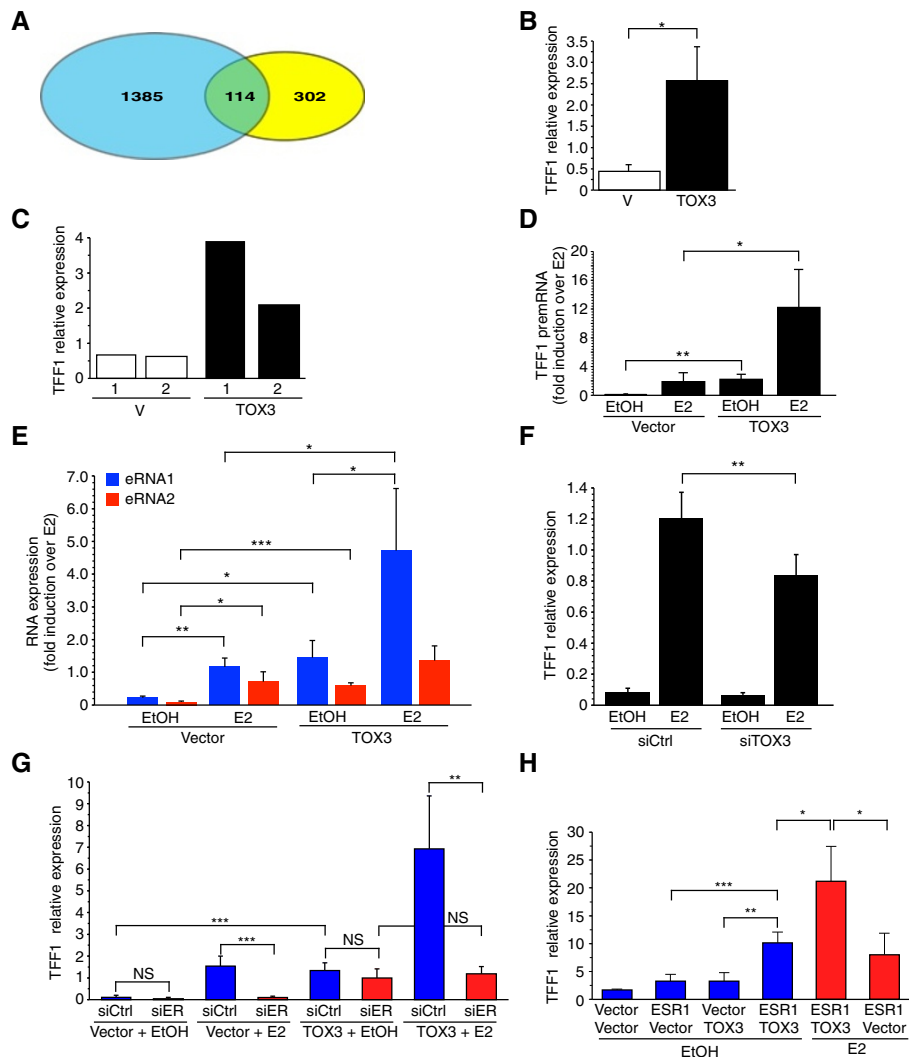 A
1385
114
302
B
TFF1 relative expression
3.5
3.0
2.5
2.0
1.5
1.0
0.5
0
*
V
TOX3
C
TFF1 relative expression
4
3
2
1
0
1
2
1
2
V
TOX3
D
TFF1 premRNA
(fold induction over E2)
20
16
12
8
4
0
*
**
EtOH
E2
EtOH
E2
Vector
TOX3
E
eRNA1
eRNA2
RNA expression
(fold induction over E2)
7.0
6.0
5.0
4.0
3.0
2.0
1.0
0
*
*
***
*
*
**
EtOH
E2
EtOH
E2
Vector
TOX3
F
TFF1 relative expression
1.4
1.2
1.0
0.8
0.6
0.4
0.2
0
**
EtOH
E2
EtOH
E2
siCtrl
siTOX3
G
TFF1 relative expression
10
9
8
7
6
5
4
3
2
1
0
**
***
NS
***
NS
NS
siCtrl siER
siCtrl siER
siCtrl siER
siCtrl siER
Vector + EtOH
Vector + E2
TOX3 + EtOH
TOX3 + E2
H
TFF1 relative expression
30
25
20
15
10
5
0
*
*
***
**
Vector ESR1 Vector ESR1 ESR1 ESR1
Vector Vector TOX3 TOX3 TOX3 Vector
EtOH
E2